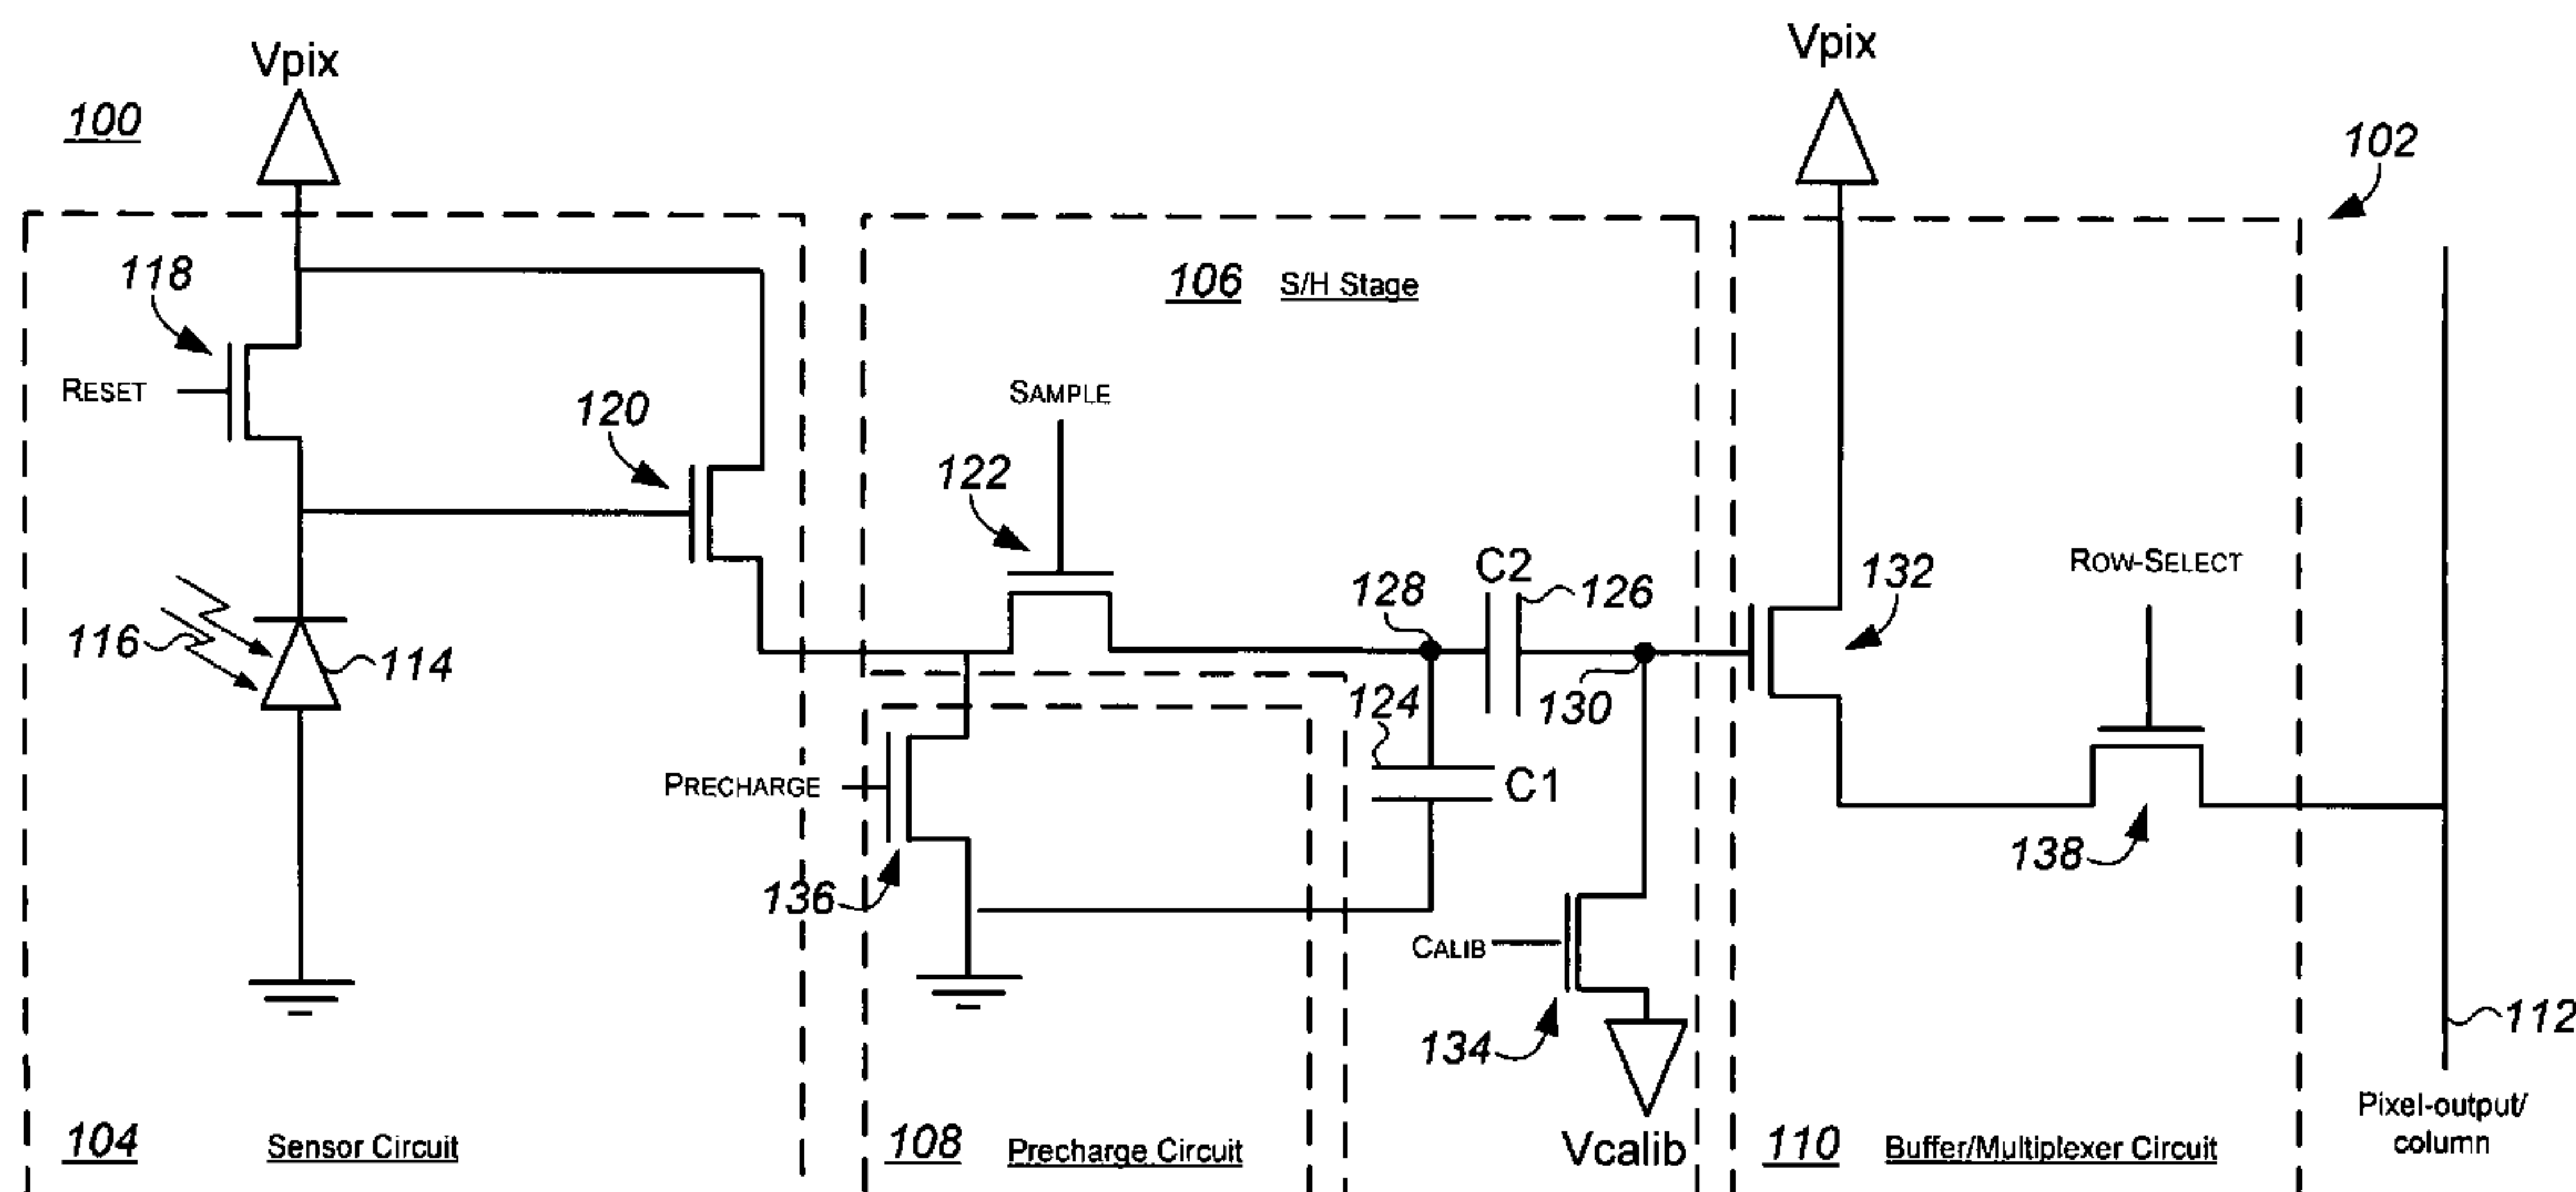 Vpix
Vpix
100
102
118
106 S/H Stage
RESET
120
SAMPLE
122
128
C2
126
132
ROW-SELECT
116
114
130
124
PRECHARGE
C1
136
138
CALIB
134
112
104 Sensor Circuit
108 Precharge Circuit
Vcalib
110 Buffer/Multiplexer Circuit
Pixel-output/
column